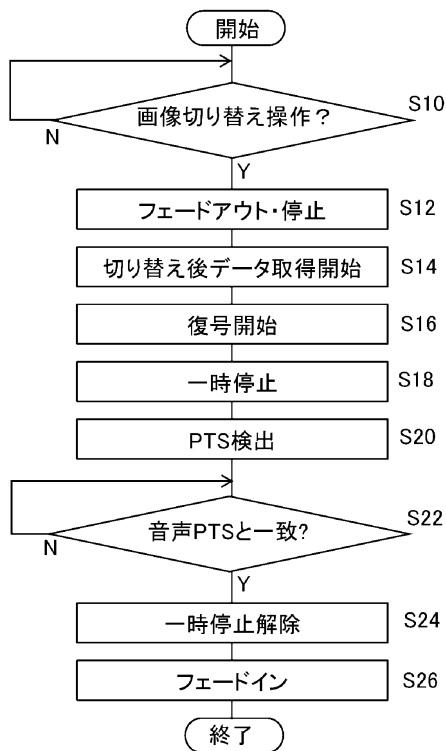 開始
画像切り替え操作？
S10
N
Y
フェードアウト・停止
S12
切り替え後データ取得開始
S14
復号開始
S16
一時停止
S18
PTS検出
S20
音声PTSと一致?
S22
N
Y
一時停止解除
S24
フェードイン
S26
終了